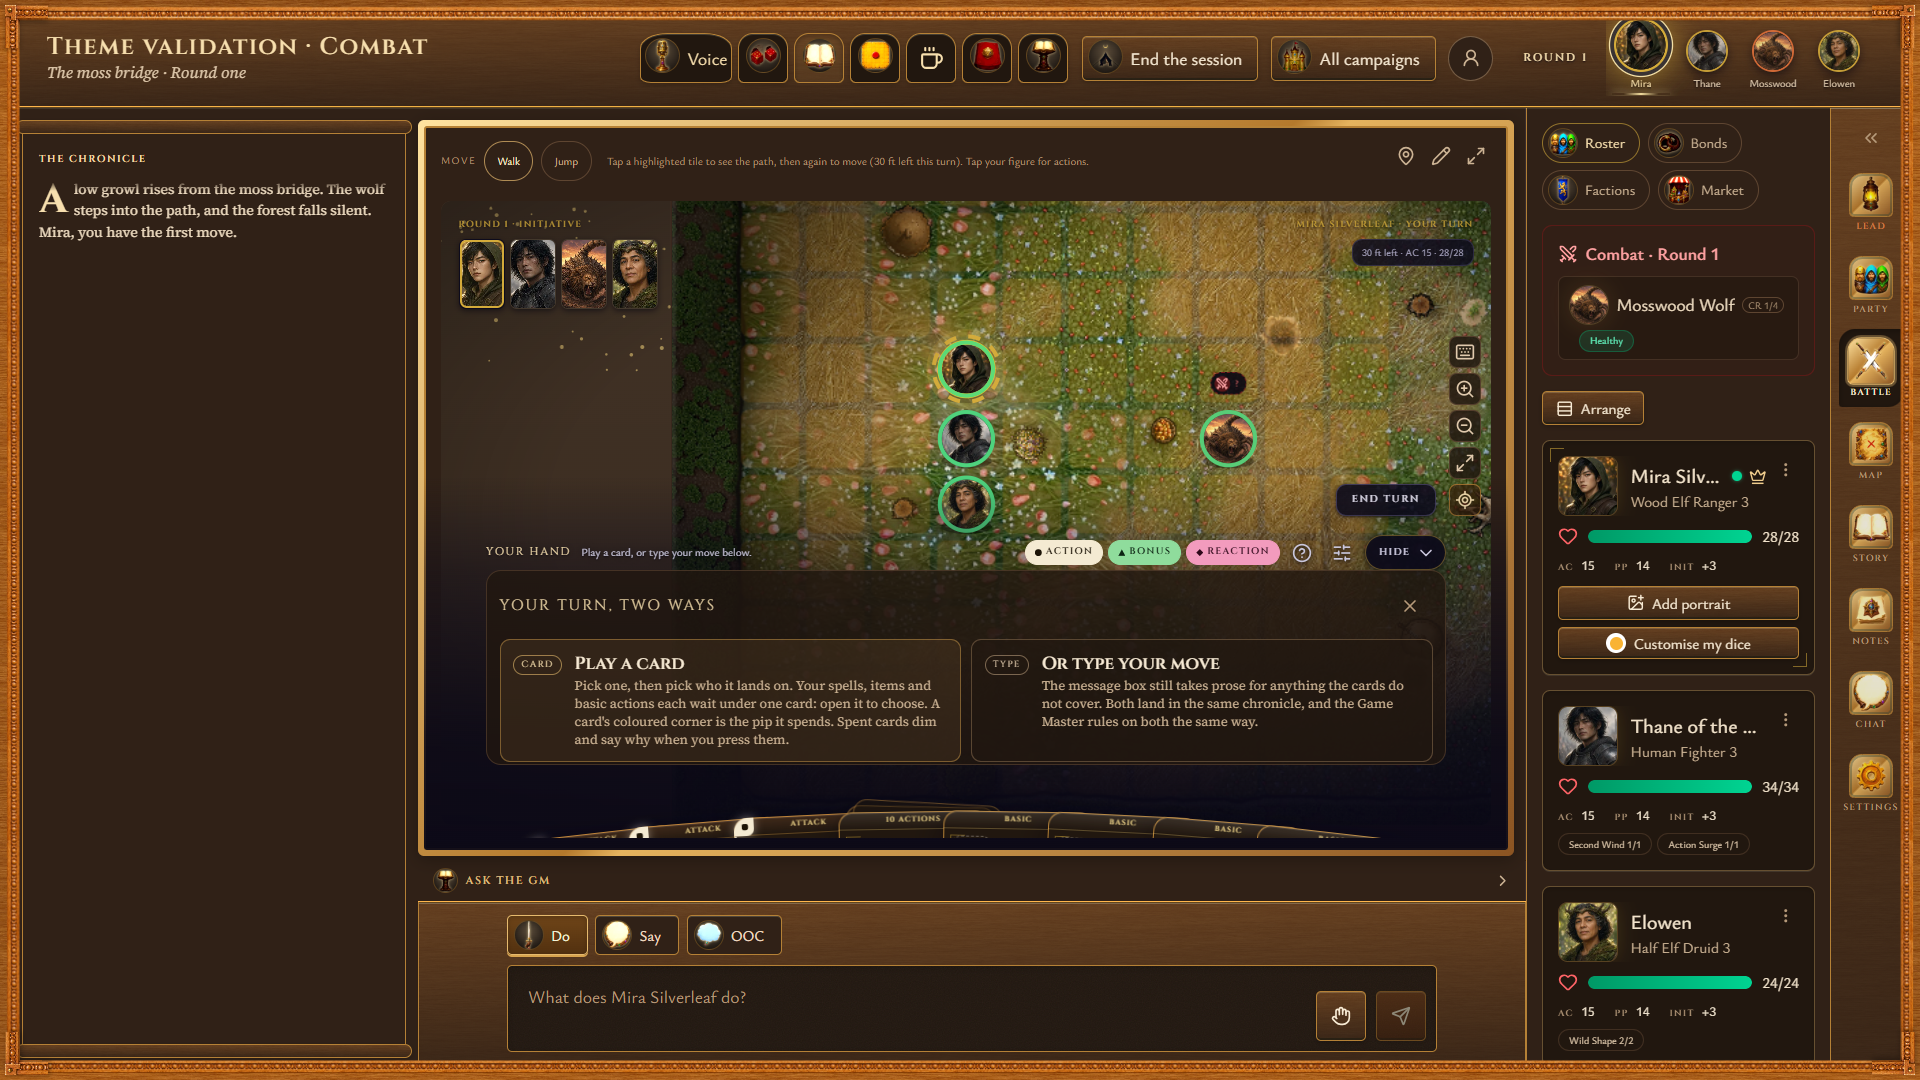 Theme validation · Combat
The moss bridge · Round one
Voice
End the session
All campaigns
ROUND 1
Mira
Thane
Mosswood
Elowen
THE CHRONICLE
A low growl rises from the moss bridge. The wolf
steps into the path, and the forest falls silent.
Mira, you have the first move.
MOVE
Walk
Jump
Tap a highlighted tile to see the path, then again to move (30 ft left this turn). Tap your figure for actions.
ROUND 1 · INITIATIVE
MIRA SILVERLEAF · YOUR TURN
30 ft left · AC 15 · 28/28
END TURN
YOUR HAND
Play a card, or type your move below.
ACTION
BONUS
REACTION
HIDE
YOUR TURN, TWO WAYS
CARD
Play a card
Pick one, then pick who it lands on. Your spells, items and
basic actions each wait under one card: open it to choose. A
card's coloured corner is the pip it spends. Spent cards dim
and say why when you press them.
TYPE
Or type your move
The message box still takes prose for anything the cards do
not cover. Both land in the same chronicle, and the Game
Master rules on both the same way.
ATTACK
ATTACK
10 ACTIONS
BASIC
BASIC
BASIC
ASK THE GM
Do
Say
OOC
What does Mira Silverleaf do?
Roster
Bonds
Factions
Market
Combat · Round 1
Mosswood Wolf
CR 1/4
Healthy
Arrange
Mira Silv...
Wood Elf Ranger 3
28/28
AC 15 PP 14 INIT +3
Add portrait
Customise my dice
Thane of the ...
Human Fighter 3
34/34
AC 15 PP 14 INIT +3
Second Wind 1/1
Action Surge 1/1
Elowen
Half Elf Druid 3
24/24
AC 15 PP 14 INIT +3
Wild Shape 2/2
LEAD
PARTY
BATTLE
MAP
STORY
NOTES
CHAT
SETTINGS